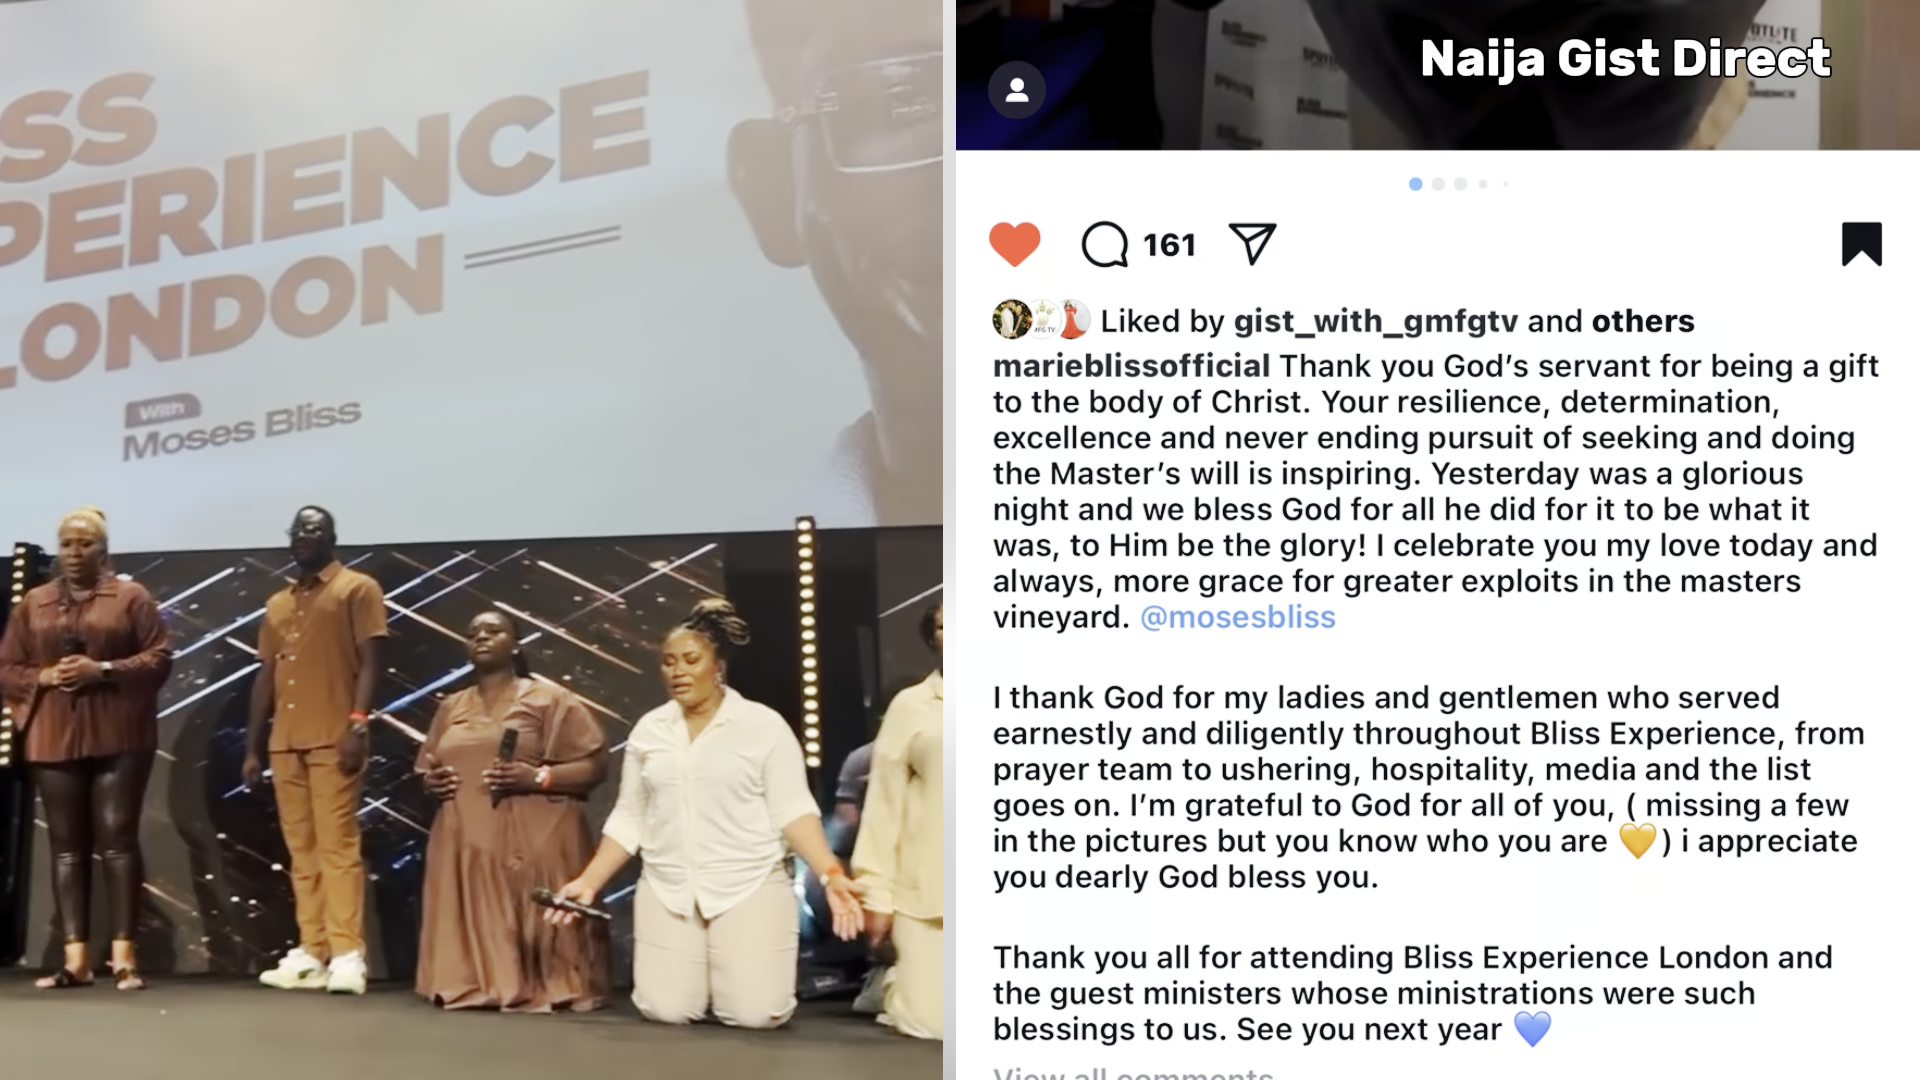 SS
PERIENCE
LONDON
With
Moses Bliss
Naija Gist Direct
161
Liked by gist_with_gmfgtv and others
marieblissofficial Thank you God’s servant for being a gift
to the body of Christ. Your resilience, determination,
excellence and never ending pursuit of seeking and doing
the Master’s will is inspiring. Yesterday was a glorious
night and we bless God for all he did for it to be what it
was, to Him be the glory! I celebrate you my love today and
always, more grace for greater exploits in the masters
vineyard. @mosesbliss
I thank God for my ladies and gentlemen who served
earnestly and diligently throughout Bliss Experience, from
prayer team to ushering, hospitality, media and the list
goes on. I’m grateful to God for all of you, ( missing a few
in the pictures but you know who you are 💛) i appreciate
you dearly God bless you.
Thank you all for attending Bliss Experience London and
the guest ministers whose ministrations were such
blessings to us. See you next year 💙
View all comments